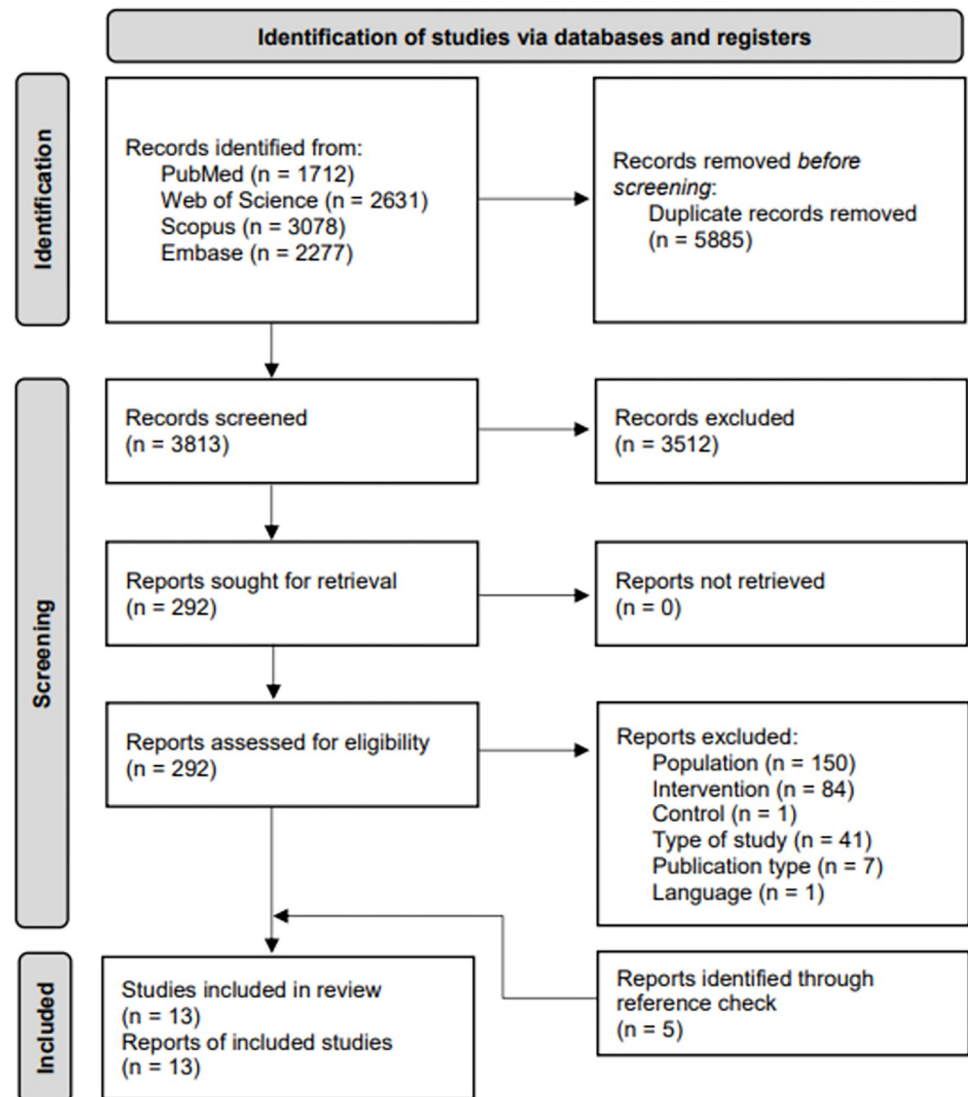 Identification of studies via databases and registers
Identification
Records identified from:
PubMed (n = 1712)
Web of Science (n = 2631)
Scopus (n = 3078)
Embase (n = 2277)
Records removed before
screening:
Duplicate records removed
(n = 5885)
Screening
Records screened
(n = 3813)
Records excluded
(n = 3512)
Reports sought for retrieval
(n = 292)
Reports not retrieved
(n = 0)
Reports assessed for eligibility
(n = 292)
Reports excluded:
Population (n = 150)
Intervention (n = 84)
Control (n = 1)
Type of study (n = 41)
Publication type (n = 7)
Language (n = 1)
Included
Studies included in review
(n = 13)
Reports of included studies
(n = 13)
Reports identified through
reference check
(n = 5)